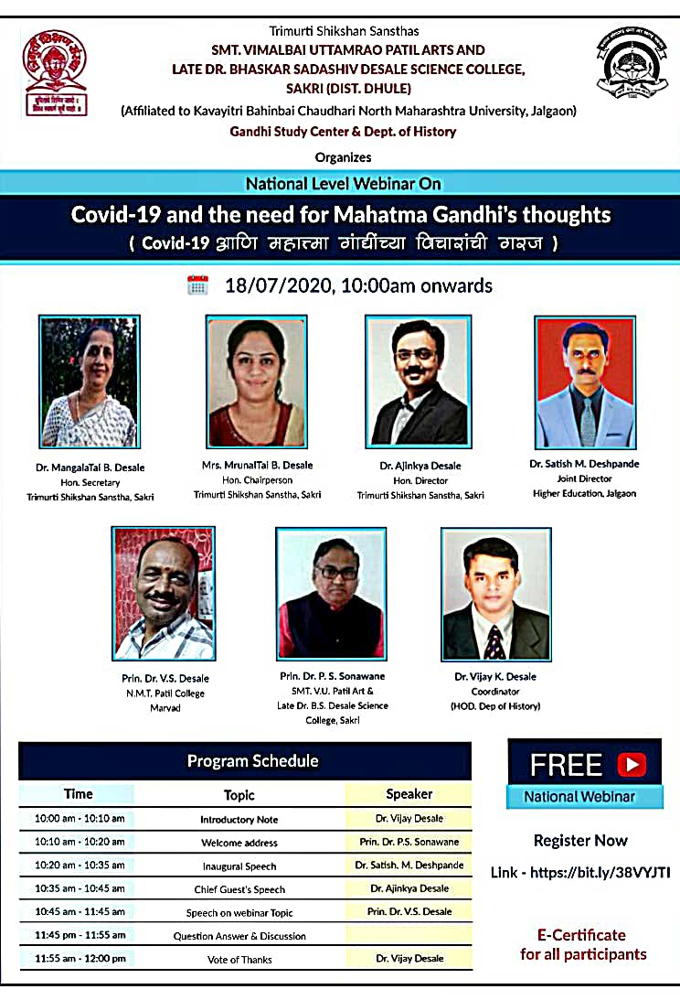 Trimurti Shikshan Sansthas
SMT. VIMALBAI UTTAMRAO PATIL ARTS AND
LATE DR. BHASKAR SADASHIV DESALE SCIENCE COLLEGE,
SAKRI (DIST. DHULE)
(Affiliated to Kavayitri Bahinbai Chaudhari North Maharashtra University, Jalgaon)
Gandhi Study Center & Dept. of History
Organizes
National Level Webinar On
Covid-19 and the need for Mahatma Gandhi's thoughts
( Covid-19 आणि महात्मा गांधींच्या विचारांची गरज )
18/07/2020, 10:00am onwards
Dr. MangalaTai B. Desale
Hon. Secretary
Trimurti Shikshan Sanstha, Sakri
Mrs. MrunalTai B. Desale
Hon. Chairperson
Trimurti Shikshan Sanstha, Sakri
Dr. Ajinkya Desale
Hon. Director
Trimurti Shikshan Sanstha, Sakri
Dr. Satish M. Deshpande
Joint Director
Higher Education, Jalgaon
Prin. Dr. V.S. Desale
N.M.T. Patil College
Marvad
Prin. Dr. P. S. Sonawane
SMT. V.U. Patil Art &
Late Dr. B.S. Desale Science
College, Sakri
Dr. Vijay K. Desale
Coordinator
(HOD. Dep of History)
Program Schedule
Time Topic Speaker
10:00 am - 10:10 am Introductory Note Dr. Vijay Desale
10:10 am - 10:20 am Welcome address Prin. Dr. P.S. Sonawane
10:20 am - 10:35 am Inaugural Speech Dr. Satish. M. Deshpande
10:35 am - 10:45 am Chief Guest's Speech Dr. Ajinkya Desale
10:45 am - 11:45 am Speech on webinar Topic Prin. Dr. V.S. Desale
11:45 pm - 11:55 am Question Answer & Discussion
11:55 am - 12:00 pm Vote of Thanks Dr. Vijay Desale
FREE
National Webinar
Register Now
Link - https://bit.ly/38VYJTI
E-Certificate
for all participants